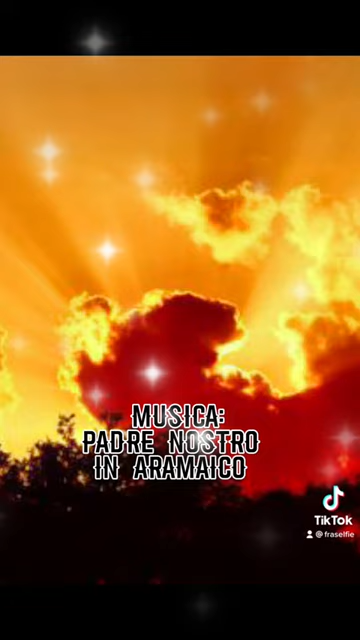 MUSICA:
PADRE NOSTRO
IN ARAMAICO
TikTok
@fraselfie